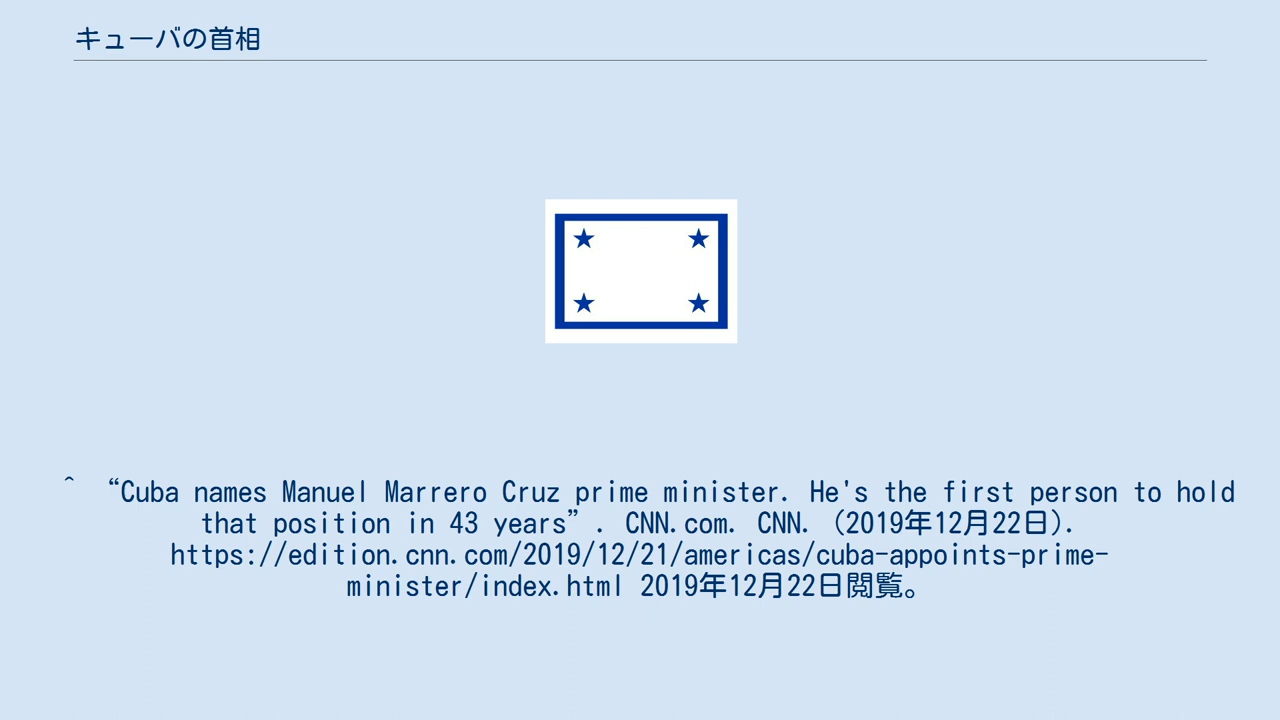 キューバの首相
^ “Cuba names Manuel Marrero Cruz prime minister. He's the first person to hold
that position in 43 years”. CNN.com. CNN. (2019年12月22日).
https://edition.cnn.com/2019/12/21/americas/cuba-appoints-prime-
minister/index.html 2019年12月22日閲覧。